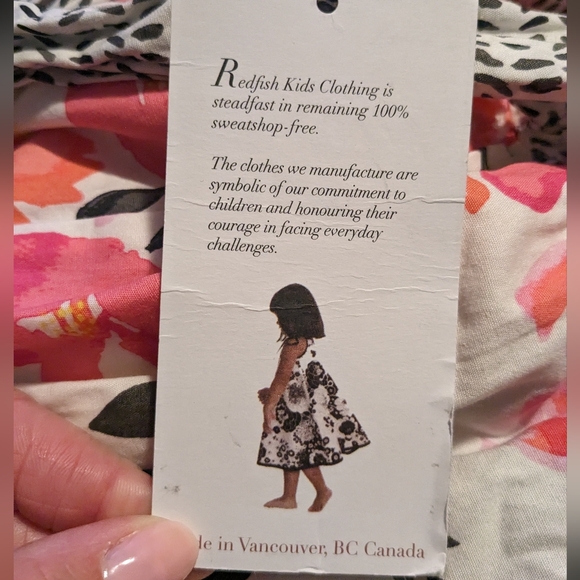 Redfish Kids Clothing is
steadfast in remaining 100%
sweatshop-free.
The clothes we manufacture are
symbolic of our commitment to
children and honouring their
courage in facing everyday
challenges.
de in Vancouver, BC Canada